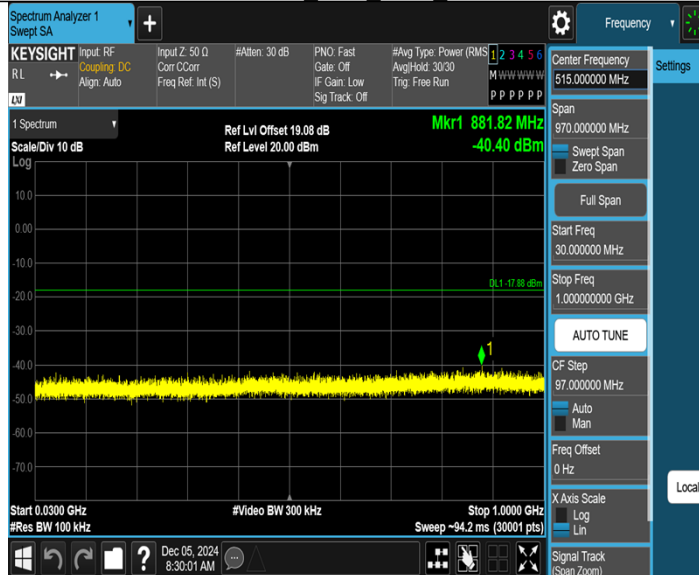 Spectrum Analyzer 1
Swept SA
Frequency
KEYSIGHT
RL
LXI
Input: RF
Coupling: DC
Align: Auto
Input Z: 50 Ω
Corr CCorr
Freq Ref: Int (S)
#Atten: 30 dB
PNO: Fast
Gate: Off
IF Gain: Low
Sig Track: Off
#Avg Type: Power (RMS
Avg|Hold: 30/30
Trig: Free Run
1 2 3 4 5 6
M W W W W W
P P P P P P
1 Spectrum
Scale/Div 10 dB
Log
Ref Lvl Offset 19.08 dB
Ref Level 20.00 dBm
Mkr1 881.82 MHz
-40.40 dBm
10.0
0.00
-10.0
-20.0
-30.0
-40.0
-50.0
-60.0
-70.0
DL1 -17.88 dBm
1
Start 0.0300 GHz
#Res BW 100 kHz
#Video BW 300 kHz
Stop 1.0000 GHz
Sweep ~94.2 ms (30001 pts)
Dec 05, 2024
8:30:01 AM
?
Center Frequency
515.000000 MHz
Span
970.000000 MHz
Swept Span
Zero Span
Full Span
Start Freq
30.000000 MHz
Stop Freq
1.000000000 GHz
AUTO TUNE
CF Step
97.000000 MHz
Auto
Man
Freq Offset
0 Hz
X Axis Scale
Log
Lin
Signal Track
(Span Zoom)
Settings
Local